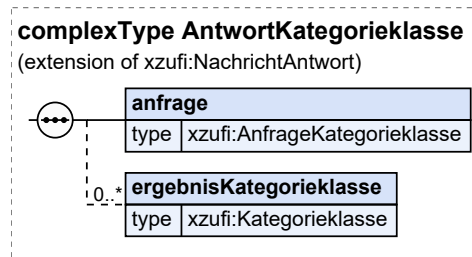 complexType AntwortKategorieklasse
(extension of xzufi:NachrichtAntwort)
anfrage
type xzufi:AnfrageKategorieklasse
0..*
ergebnisKategorieklasse
type xzufi:Kategorieklasse